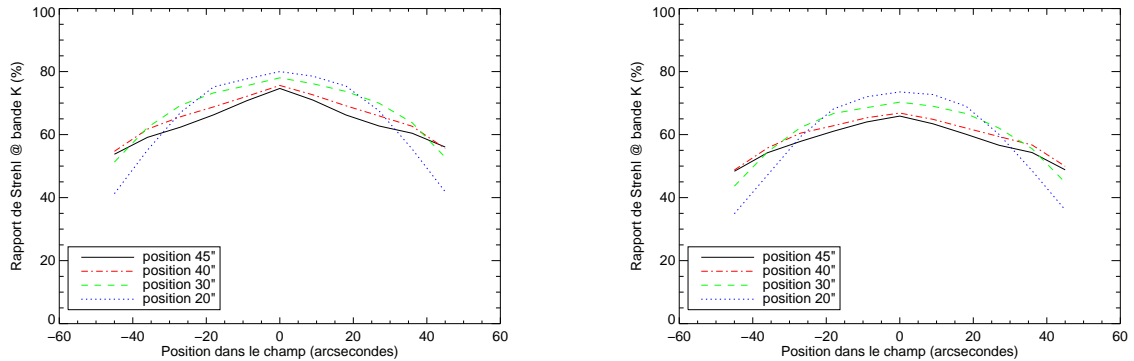 Rapport de Strehl @ bande K (%)
100
80
60
40
20
0
position 45"
position 40"
position 30"
position 20"
−60
−40
−20
0
20
40
60
Position dans le champ (arcsecondes)
Rapport de Strehl @ bande K (%)
100
80
60
40
20
0
position 45"
position 40"
position 30"
position 20"
−60
−40
−20
0
20
40
60
Position dans le champ (arcsecondes)